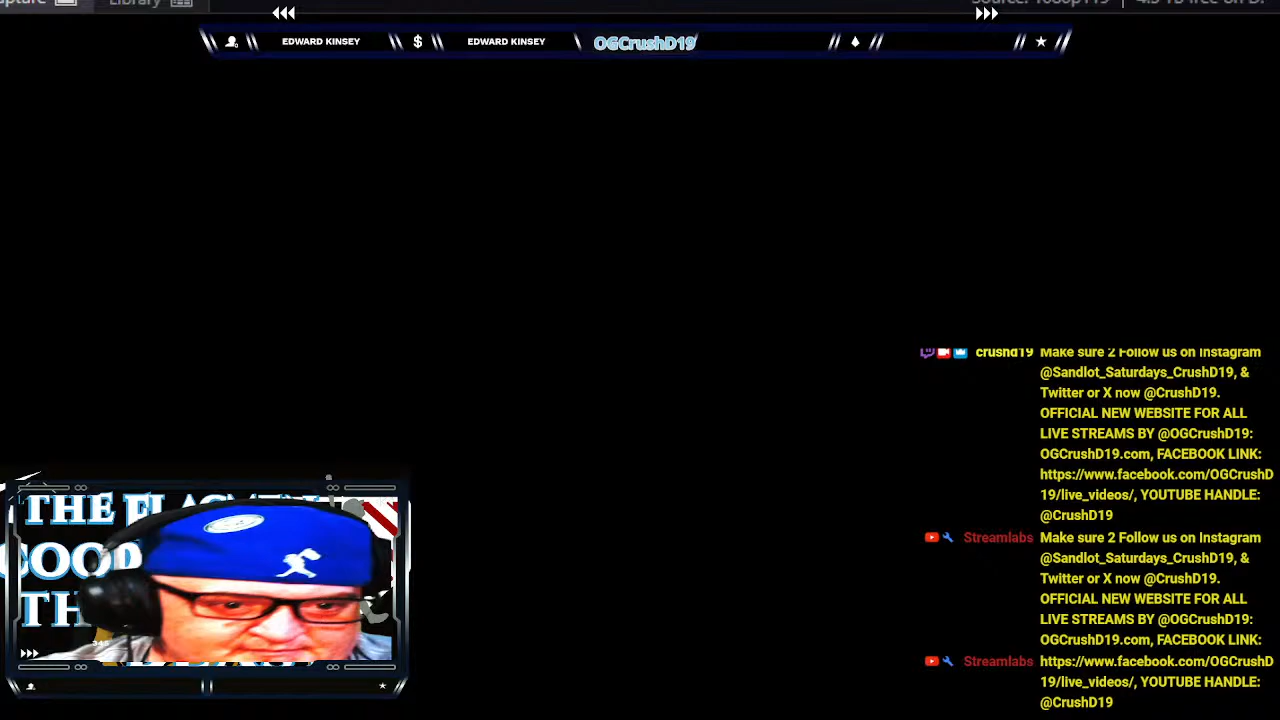 Library
EDWARD KINSEY $ EDWARD KINSEY OGCrushD19
crushd19 Make sure 2 Follow us on Instagram
@Sandlot_Saturdays_CrushD19, &
Twitter or X now @CrushD19.
OFFICIAL NEW WEBSITE FOR ALL
LIVE STREAMS BY @OGCrushD19:
OGCrushD19.com, FACEBOOK LINK:
https://www.facebook.com/OGCrushD
19/live_videos/, YOUTUBE HANDLE:
@CrushD19
Streamlabs Make sure 2 Follow us on Instagram
@Sandlot_Saturdays_CrushD19, &
Twitter or X now @CrushD19.
OFFICIAL NEW WEBSITE FOR ALL
LIVE STREAMS BY @OGCrushD19:
OGCrushD19.com, FACEBOOK LINK:
Streamlabs https://www.facebook.com/OGCrushD
19/live_videos/, YOUTUBE HANDLE:
@CrushD19
THE
GOOD
TH